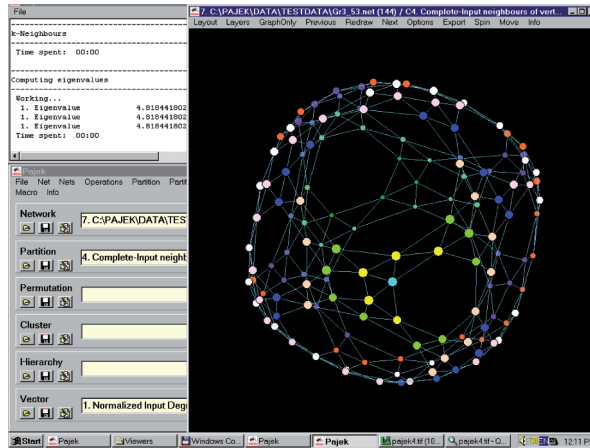 File
k-Neighbours
Time spent: 00:00
Computing eigenvalues
Working...
1. Eigenvalue 4.818441802
1. Eigenvalue 4.818441802
1. Eigenvalue 4.818441802
Time spent: 00:00
7. C:\PAJEK\DATA\TESTDATA\Gr3_53.net (144) / C4. Complete-Input neighbours of vert...
Layout Layers GraphOnly Previous Redraw Next Options Export Spin Move Info
Pajek
File Net Nets Operations Partition Partit
Macro Info
Network
7. C:\PAJEK\DATA\TES
Partition
4. Complete-Input neighb
Permutation
Cluster
Hierarchy
Vector
1. Normalized Input Deg
Start Pajek Viewers Windows Co... Pajek Pajek pajek4.tif (10... pajek4.tif - Q... EN 12:11 P